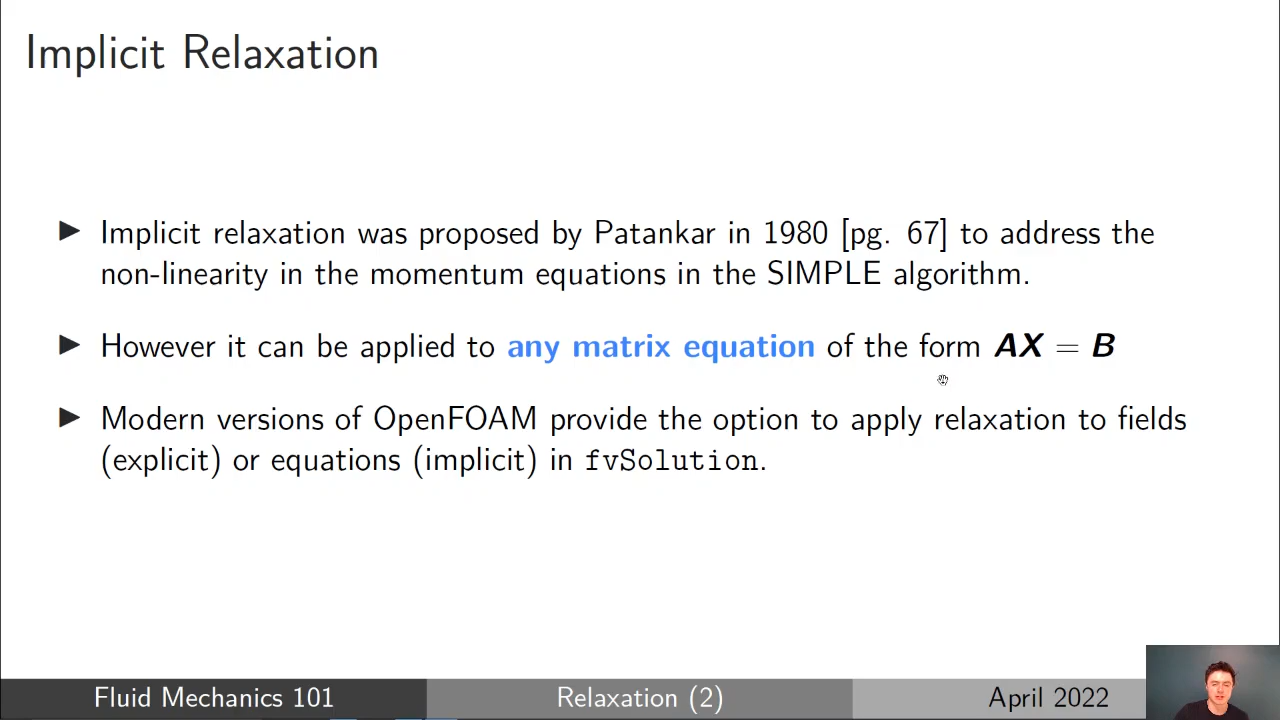 Implicit Relaxation
▶ Implicit relaxation was proposed by Patankar in 1980 [pg. 67] to address the
non-linearity in the momentum equations in the SIMPLE algorithm.
▶ However it can be applied to any matrix equation of the form AX = B
▶ Modern versions of OpenFOAM provide the option to apply relaxation to fields
(explicit) or equations (implicit) in fvSolution.
Fluid Mechanics 101 Relaxation (2) April 2022